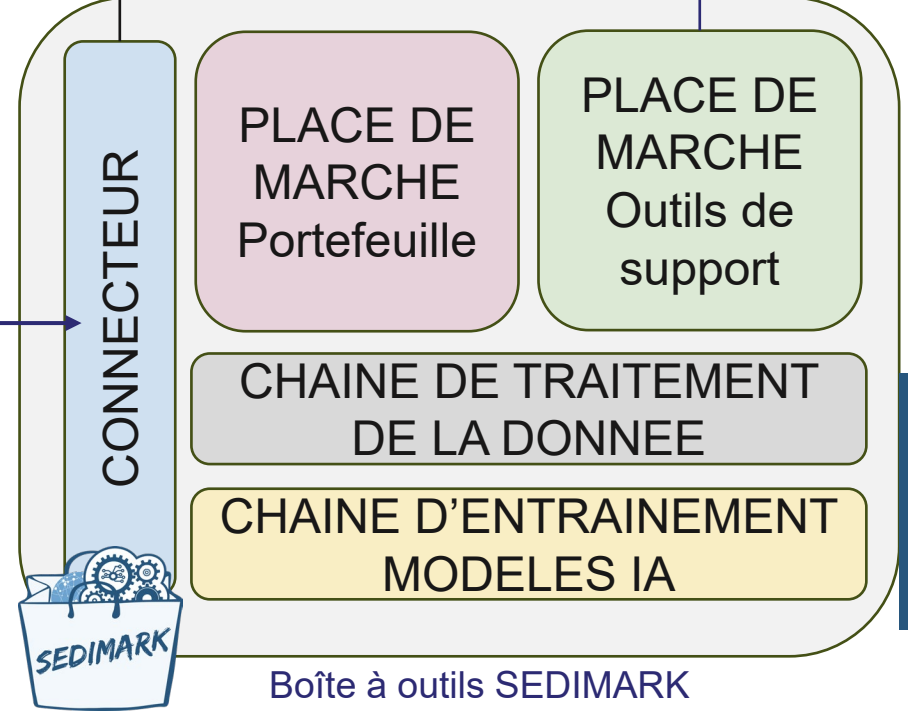 CONNECTEUR
PLACE DE
MARCHE
Portefeuille
PLACE DE
MARCHE
Outils de
support
CHAINE DE TRAITEMENT
DE LA DONNEE
CHAINE D’ENTRAINEMENT
MODELES IA
SEDIMARK
Boîte à outils SEDIMARK